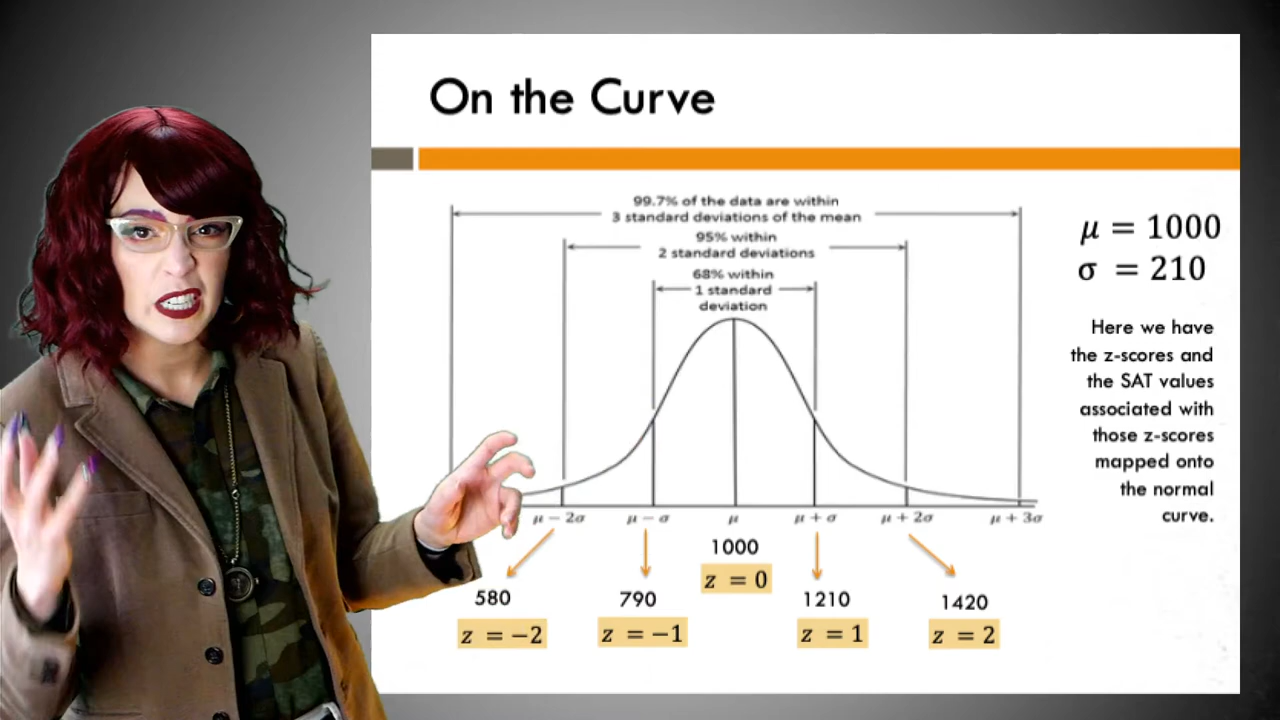 On the Curve
99.7% of the data are within
3 standard deviations of the mean
95% within
2 standard deviations
68% within
1 standard
deviation
μ = 1000
σ = 210
Here we have
the z-scores and
the SAT values
associated with
those z-scores
mapped onto
the normal
curve.
μ − 2σ μ − σ μ μ + σ μ + 2σ μ + 3σ
1000
z = 0
580 790 1210 1420
z = −2 z = −1 z = 1 z = 2